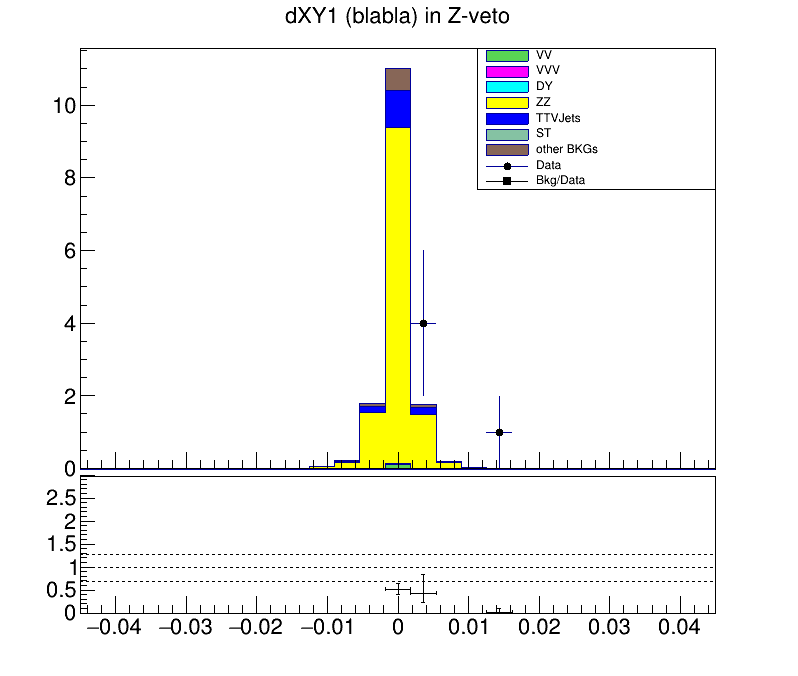 dXY1 (blabla) in Z-veto
VV
VVV
DY
ZZ
TTVJets
ST
other BKGs
Data
Bkg/Data
10
8
6
4
2
0
2.5
2
1.5
1
0.5
0
−0.04 −0.03 −0.02 −0.01 0 0.01 0.02 0.03 0.04